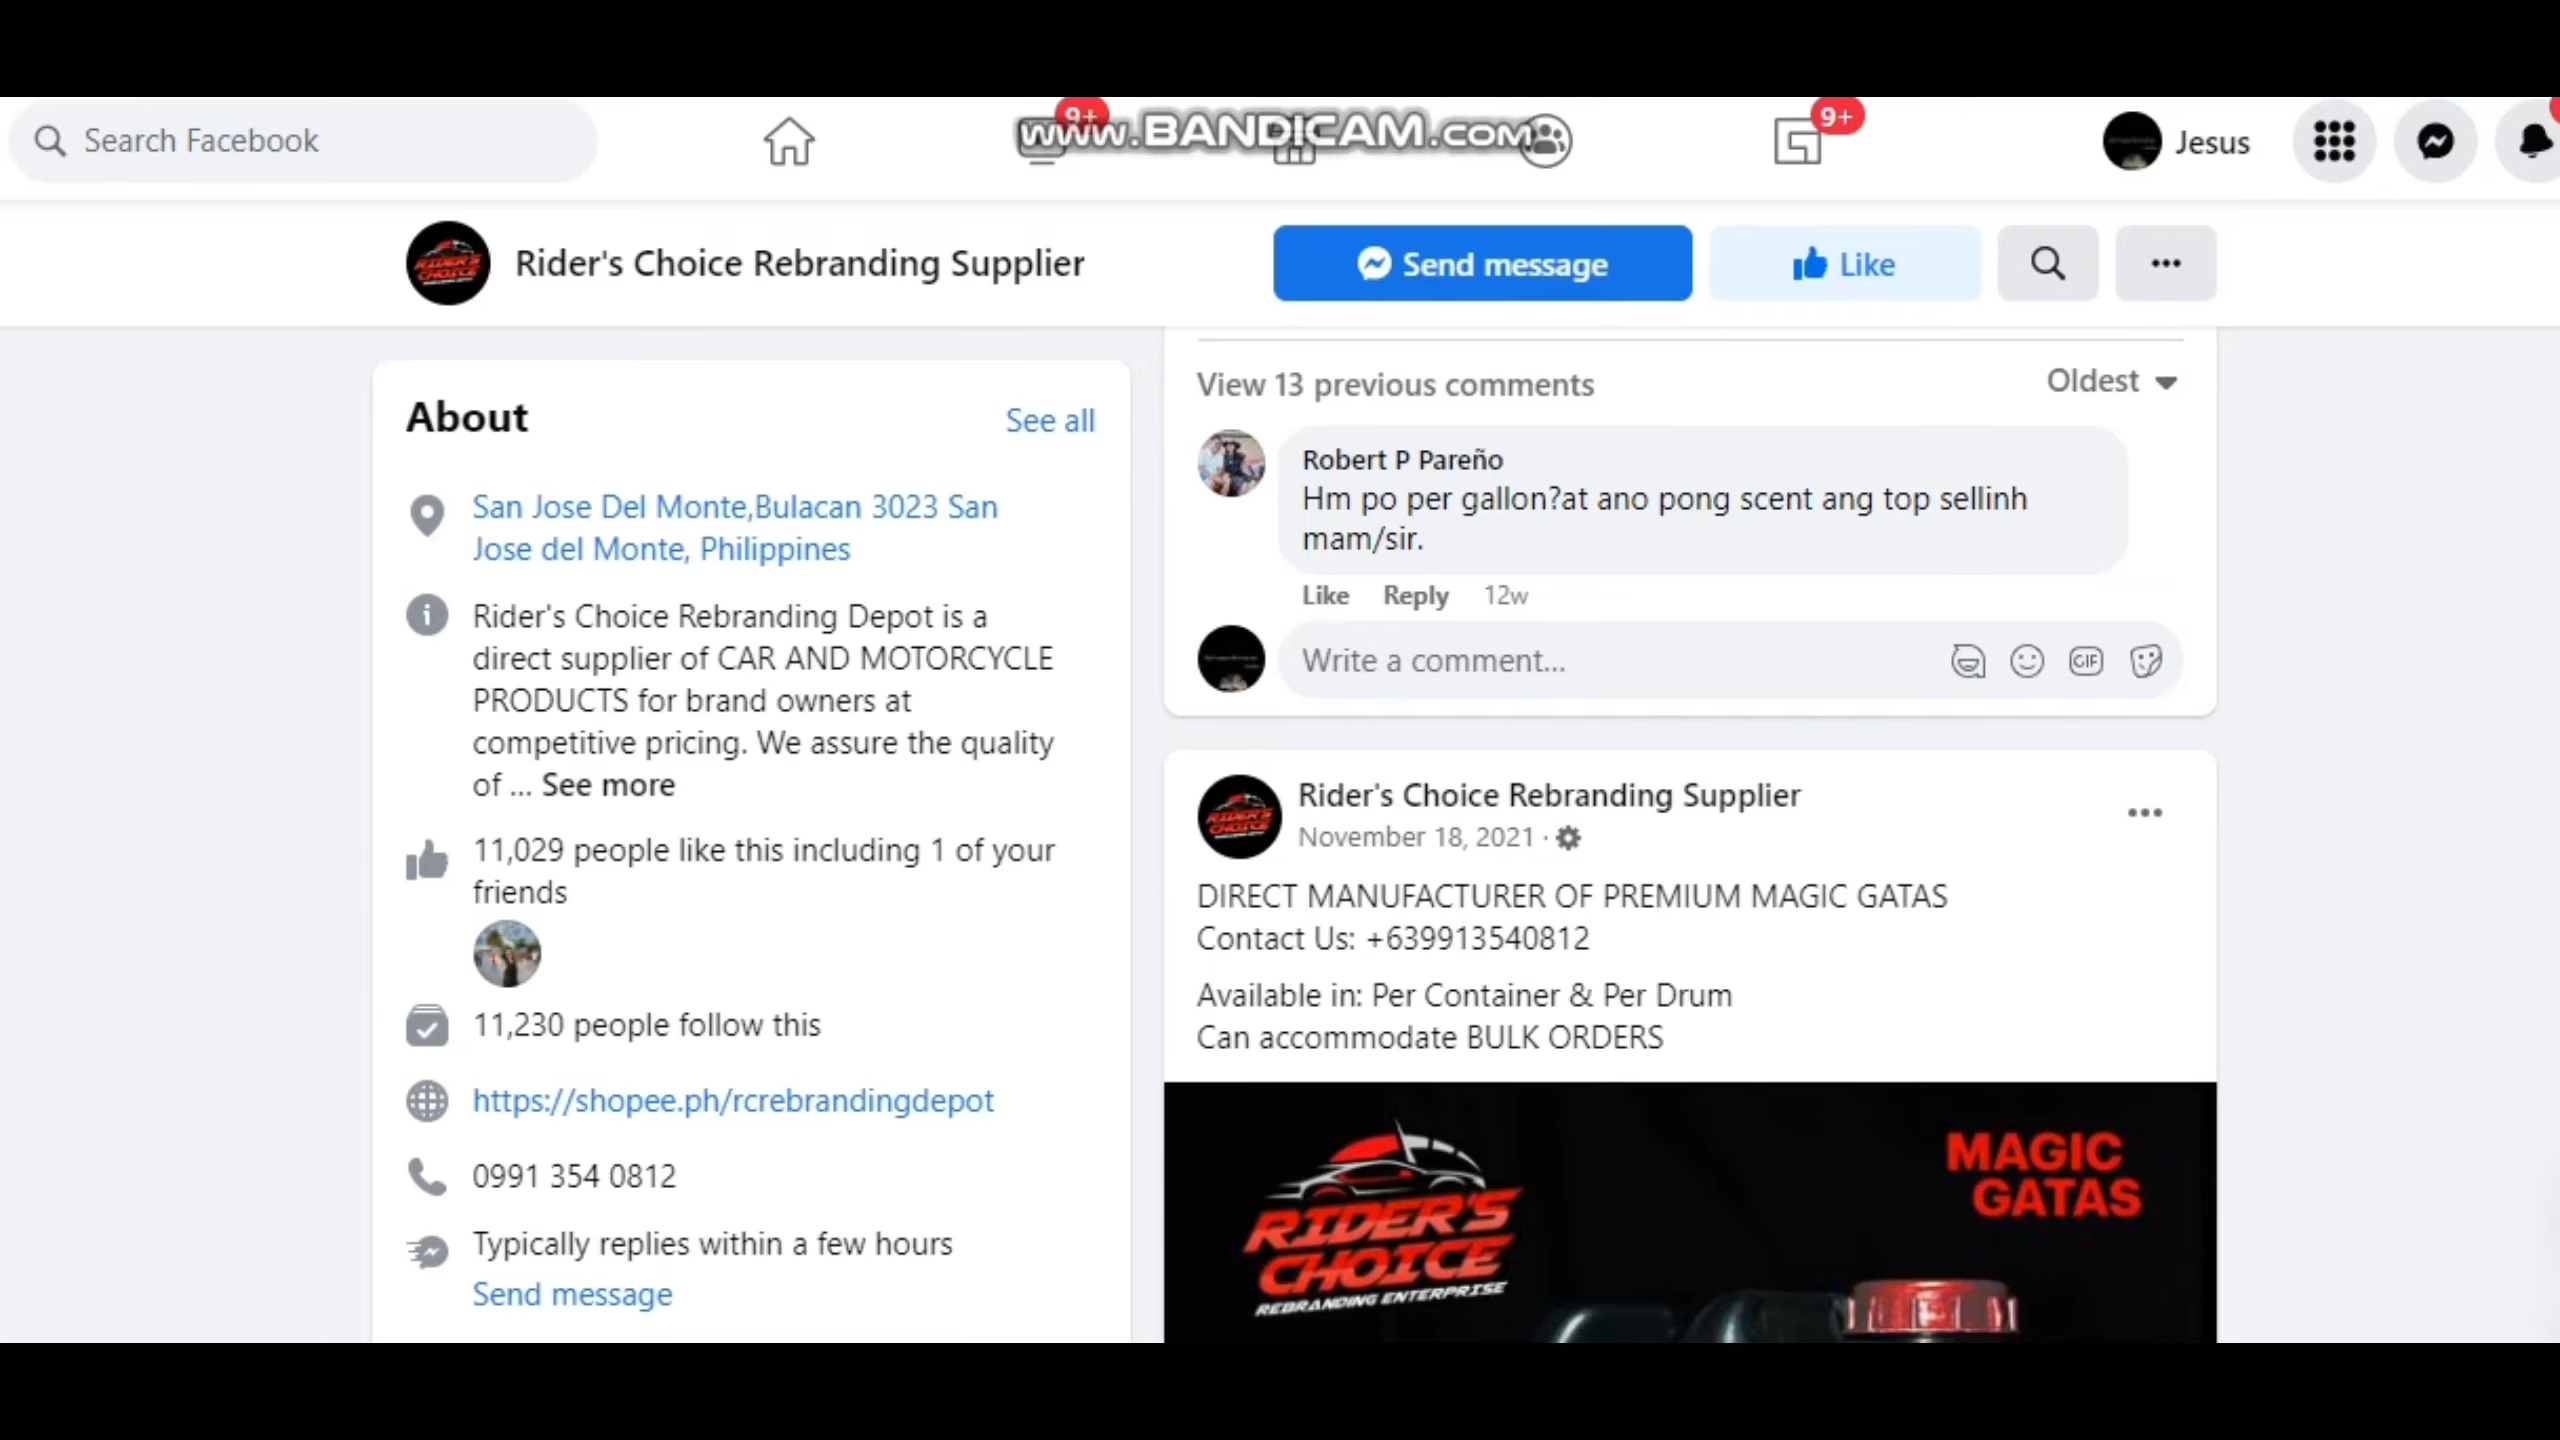 Search Facebook
9+
www.BANDICAM.com
9+
Jesus
RIDER'S CHOICE
Rider's Choice Rebranding Supplier
Send message
Like
About
See all
San Jose Del Monte,Bulacan 3023 San
Jose del Monte, Philippines
Rider's Choice Rebranding Depot is a
direct supplier of CAR AND MOTORCYCLE
PRODUCTS for brand owners at
competitive pricing. We assure the quality
of ... See more
11,029 people like this including 1 of your
friends
11,230 people follow this
https://shopee.ph/rcrebrandingdepot
0991 354 0812
Typically replies within a few hours
Send message
View 13 previous comments
Oldest
Robert P Pareño
Hm po per gallon?at ano pong scent ang top sellinh
mam/sir.
Like Reply 12w
Write a comment...
GIF
RIDER'S CHOICE
Rider's Choice Rebranding Supplier
November 18, 2021 ·
DIRECT MANUFACTURER OF PREMIUM MAGIC GATAS
Contact Us: +639913540812
Available in: Per Container & Per Drum
Can accommodate BULK ORDERS
RIDER'S
CHOICE
REBRANDING ENTERPRISE
MAGIC
GATAS